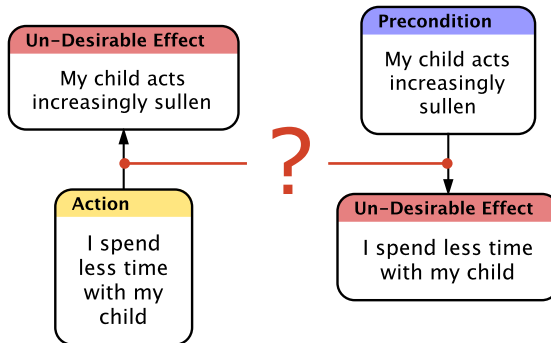 Un-Desirable Effect
My child acts
increasingly sullen
Action
I spend
less time
with my
child
?
Precondition
My child acts
increasingly
sullen
Un-Desirable Effect
I spend less time
with my child